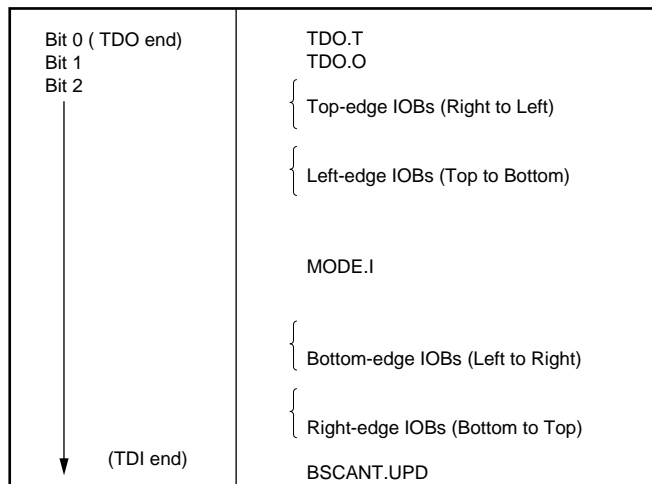 Bit 0 ( TDO end)
Bit 1
Bit 2
(TDI end)
TDO.T
TDO.O
Top-edge IOBs (Right to Left)
Left-edge IOBs (Top to Bottom)
MODE.I
Bottom-edge IOBs (Left to Right)
Right-edge IOBs (Bottom to Top)
BSCANT.UPD